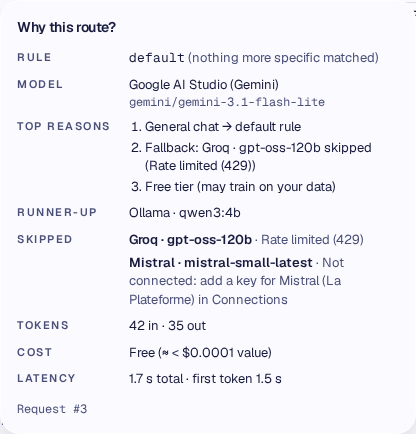 Why this route?
RULE default (nothing more specific matched)
MODEL Google AI Studio (Gemini)
gemini/gemini-3.1-flash-lite
TOP REASONS 1. General chat → default rule
2. Fallback: Groq · gpt-oss-120b skipped
(Rate limited (429))
3. Free tier (may train on your data)
RUNNER-UP Ollama · qwen3:4b
SKIPPED Groq · gpt-oss-120b · Rate limited (429)
Mistral · mistral-small-latest · Not
connected: add a key for Mistral (La
Plateforme) in Connections
TOKENS 42 in · 35 out
COST Free (≈ < $0.0001 value)
LATENCY 1.7 s total · first token 1.5 s
Request #3